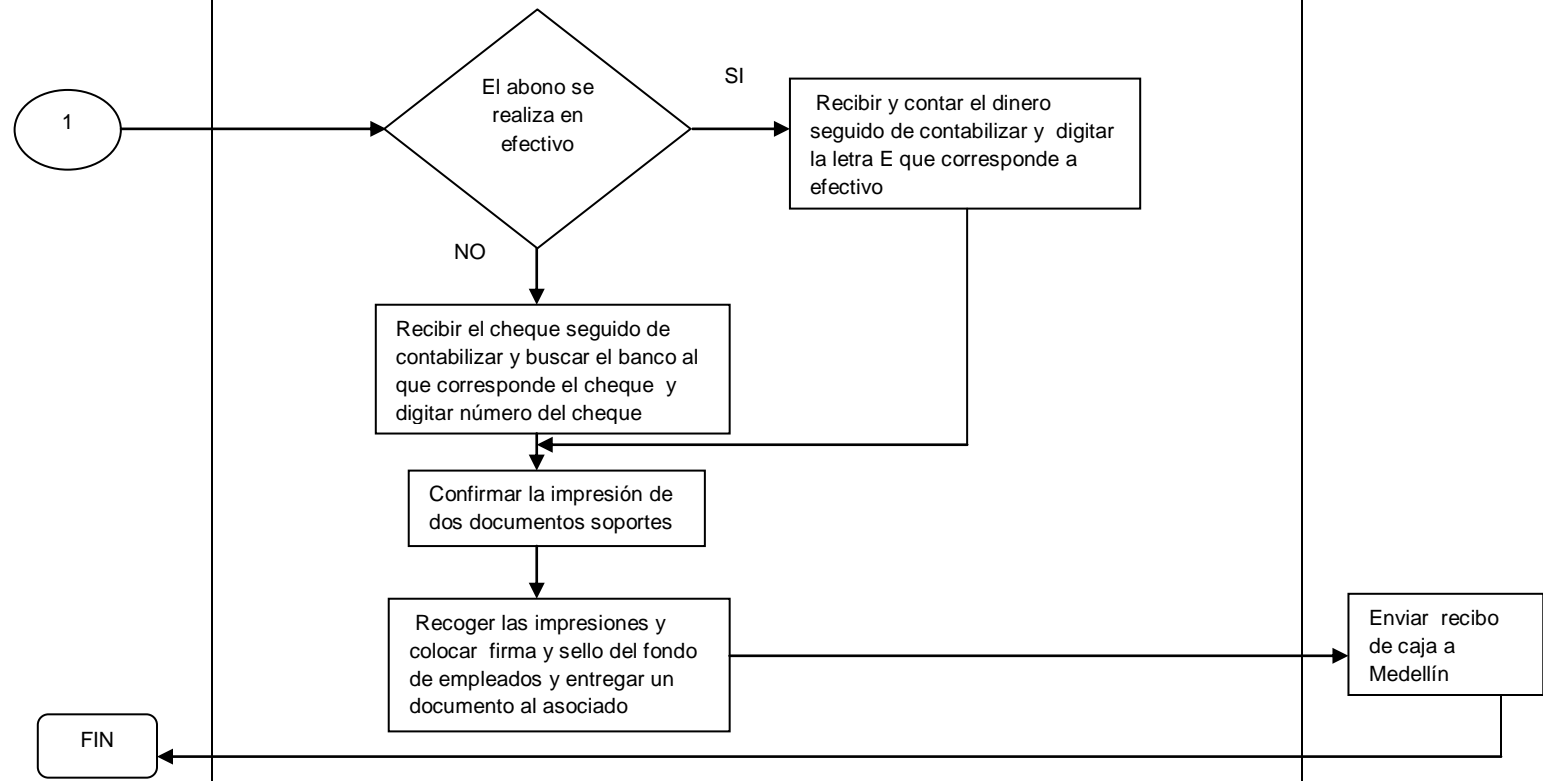 1
El abono se
realiza en
efectivo
SI
Recibir y contar el dinero
seguido de contabilizar y digitar
la letra E que corresponde a
efectivo
NO
Recibir el cheque seguido de
contabilizar y buscar el banco al
que corresponde el cheque y
digitar número del cheque
Confirmar la impresión de
dos documentos soportes
Recoger las impresiones y
colocar firma y sello del fondo
de empleados y entregar un
documento al asociado
Enviar recibo
de caja a
Medellín
FIN